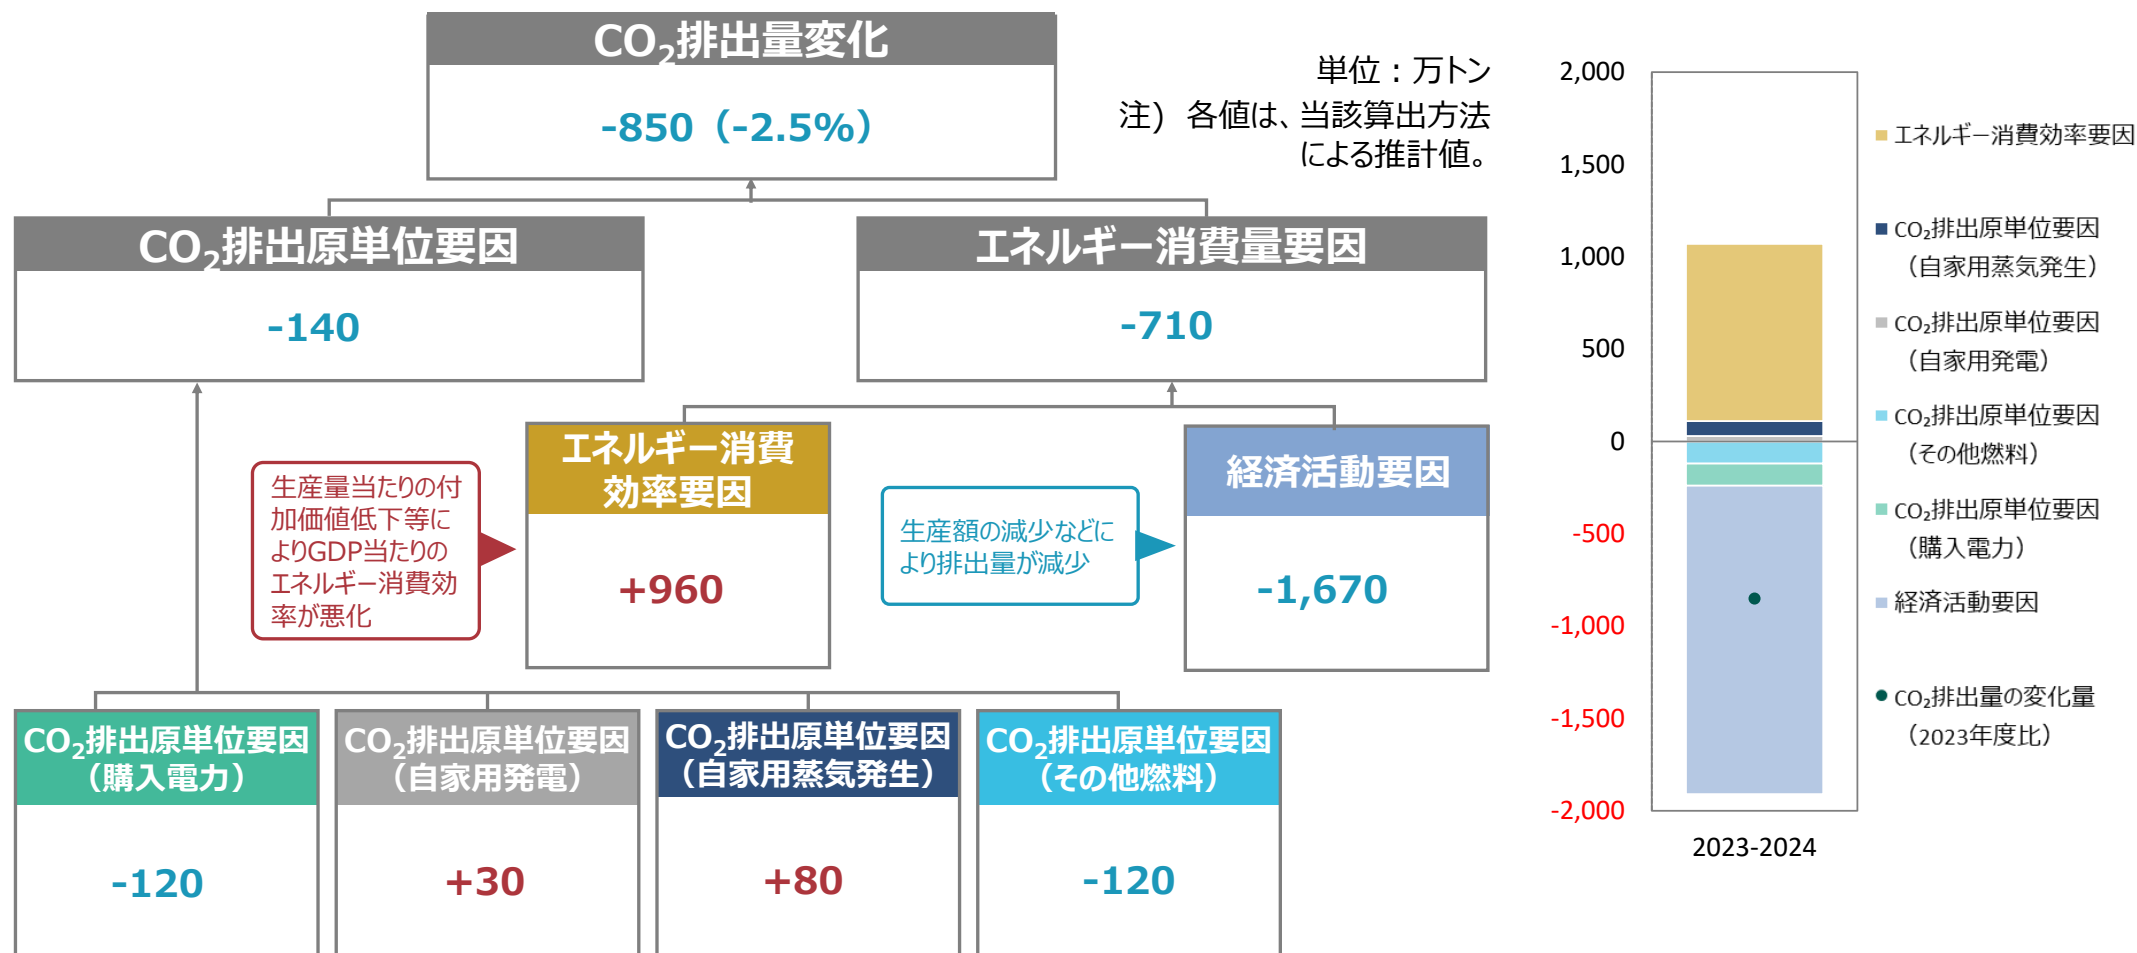 CO₂排出量変化
-850（-2.5%）
単位：万トン
注） 各値は、当該算出方法
による推計値。
CO₂排出原単位要因
-140
エネルギー消費量要因
-710
生産量当たりの付
加価値低下等に
よりGDP当たりの
エネルギー消費効
率が悪化
エネルギー消費
効率要因
+960
生産額の減少などに
より排出量が減少
経済活動要因
-1,670
CO₂排出原単位要因
（購入電力）
-120
CO₂排出原単位要因
（自家用発電）
+30
CO₂排出原単位要因
（自家用蒸気発生）
+80
CO₂排出原単位要因
（その他燃料）
-120
2,000
1,500
1,000
500
0
-500
-1,000
-1,500
-2,000
2023-2024
エネルギー消費効率要因
CO₂排出原単位要因
（自家用蒸気発生）
CO₂排出原単位要因
（自家用発電）
CO₂排出原単位要因
（その他燃料）
CO₂排出原単位要因
（購入電力）
経済活動要因
CO₂排出量の変化量
（2023年度比）